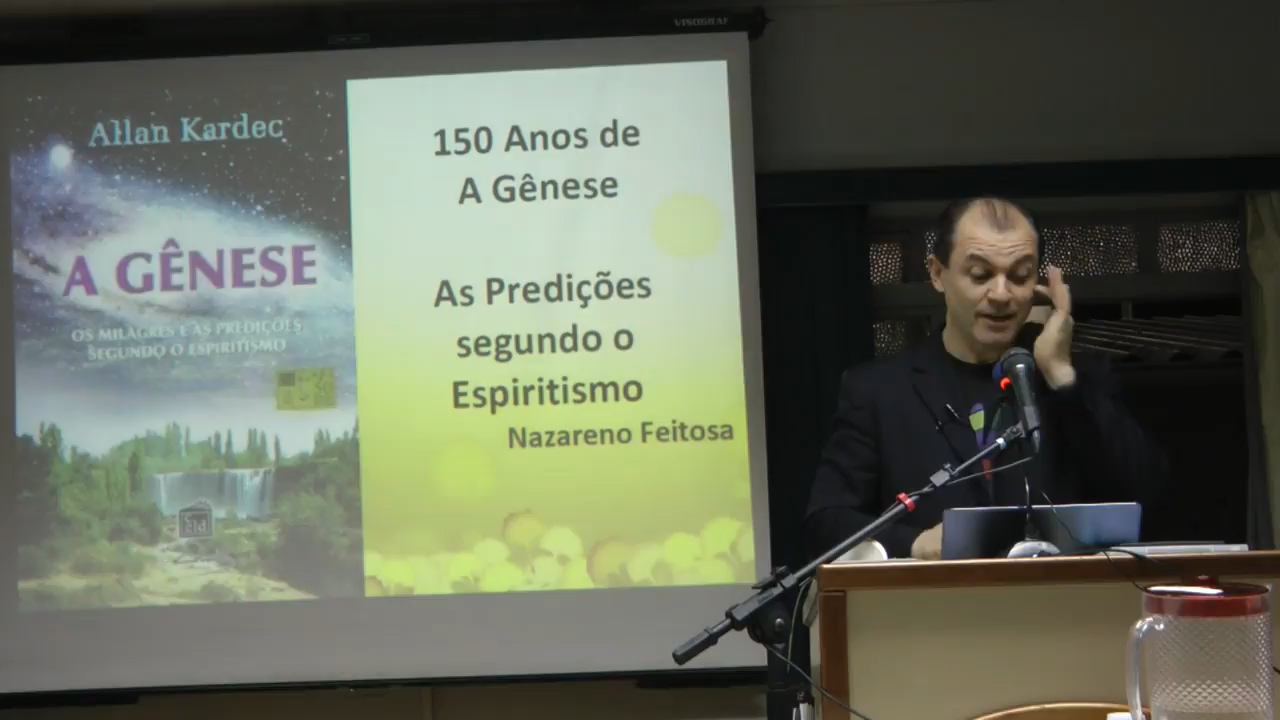 VISOGRAF
Allan Kardec
A GÊNESE
OS MILAGRES E AS PREDIÇÕES
SEGUNDO O ESPIRITISMO
150 Anos de
A Gênese
As Predições
segundo o
Espiritismo
Nazareno Feitosa